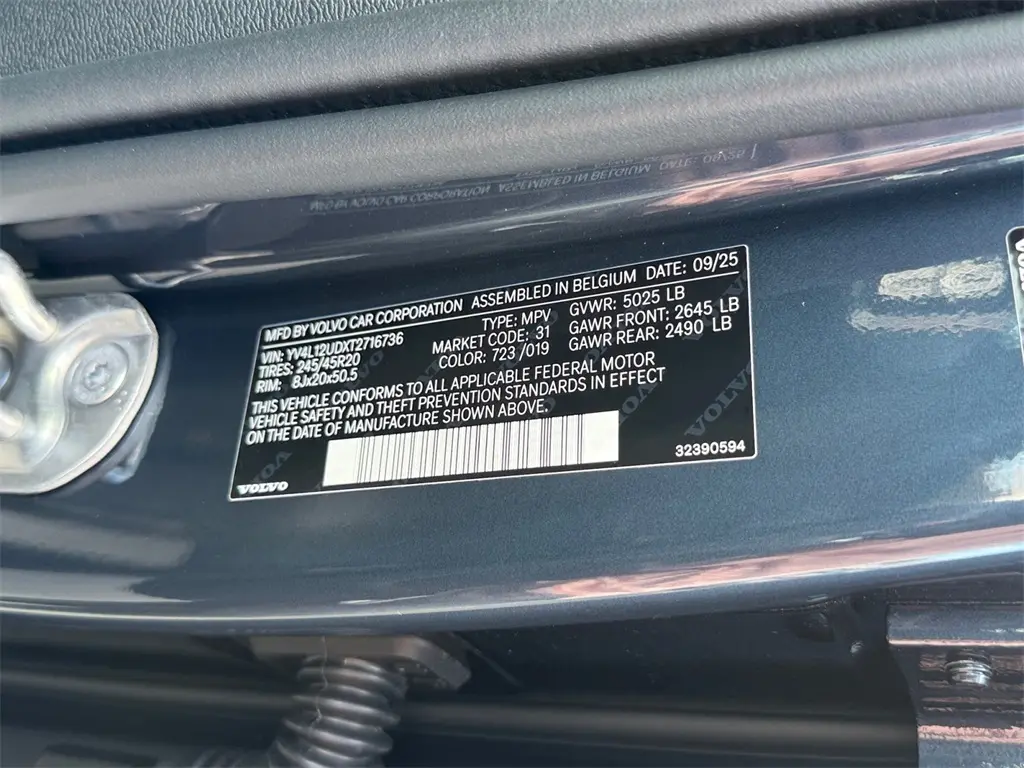 MFD BY VOLVO CAR CORPORATION ASSEMBLED IN BELGIUM DATE: 09/25
VIN: YV4L12UDXT2716736 TYPE: MPV GVWR: 5025 LB
TIRES: 245/45R20 MARKET CODE: 31 GAWR FRONT: 2645 LB
RIM: 8Jx20x50.5 COLOR: 723 / 019 GAWR REAR: 2490 LB
THIS VEHICLE CONFORMS TO ALL APPLICABLE FEDERAL MOTOR
VEHICLE SAFETY AND THEFT PREVENTION STANDARDS IN EFFECT
ON THE DATE OF MANUFACTURE SHOWN ABOVE.
VOLVO
32390594